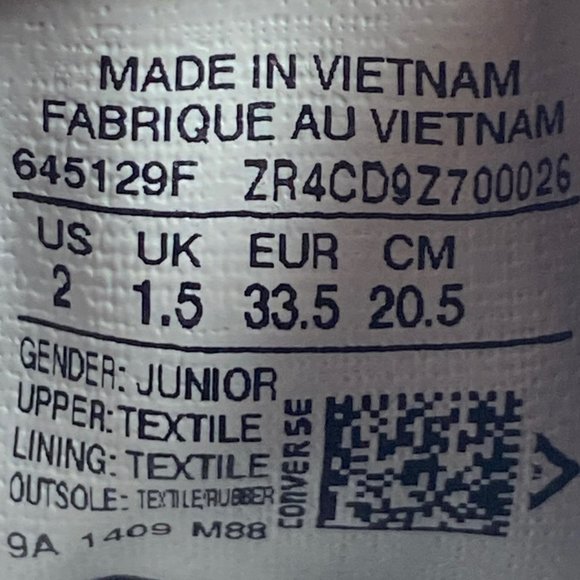 MADE IN VIETNAM
FABRIQUE AU VIETNAM
645129F ZR4CD9Z700026
US UK EUR CM
2 1.5 33.5 20.5
GENDER: JUNIOR
UPPER: TEXTILE
LINING: TEXTILE
OUTSOLE: TEXTILE/RUBBER
9A 1409 M88
CONVERSE